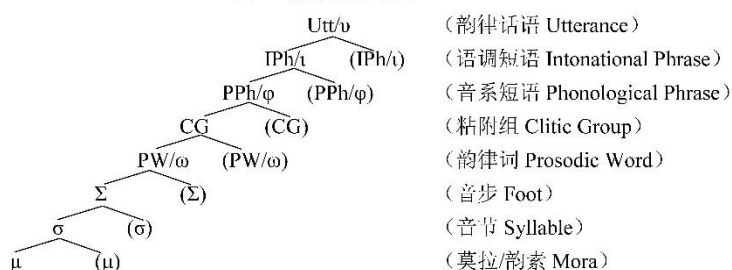 Utt/υ （韵律话语 Utterance）
IPh/ι (IPh/ι) （语调短语 Intonational Phrase）
PPh/φ (PPh/φ) （音系短语 Phonological Phrase）
CG (CG) （粘附组 Clitic Group）
PW/ω (PW/ω) （韵律词 Prosodic Word）
Σ (Σ) （音步 Foot）
σ (σ) （音节 Syllable）
μ (μ) （莫拉/韵素 Mora）